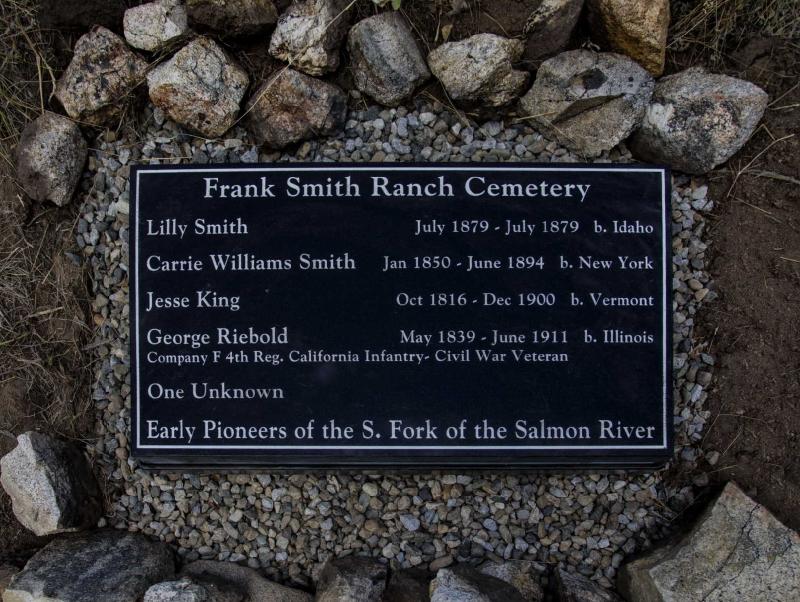 Frank Smith Ranch Cemetery
Lilly Smith July 1879 - July 1879 b. Idaho
Carrie Williams Smith Jan 1850 - June 1894 b. New York
Jesse King Oct 1816 - Dec 1900 b. Vermont
George Riebold May 1839 - June 1911 b. Illinois
Company F 4th Reg. California Infantry- Civil War Veteran
One Unknown
Early Pioneers of the S. Fork of the Salmon River